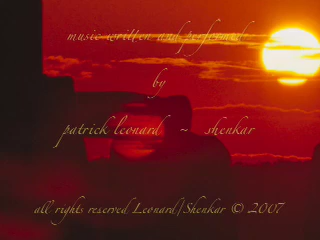 music written and performed
by
patrick leonard ~ shenkar
all rights reserved Leonard/Shenkar © 2007